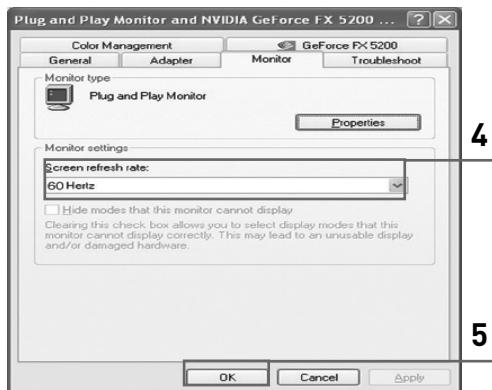 Plug and Play Monitor and NVIDIA GeForce FX 5200 ...
Color Management GeForce FX 5200
General Adapter Monitor Troubleshoot
Monitor type
Plug and Play Monitor
Properties
4
Monitor settings
Screen refresh rate:
60 Hertz
Hide modes that this monitor cannot display
Clearing this check box allows you to select display modes that this
monitor cannot display correctly. This may lead to an unusable display
and/or damaged hardware.
5
OK Cancel Apply